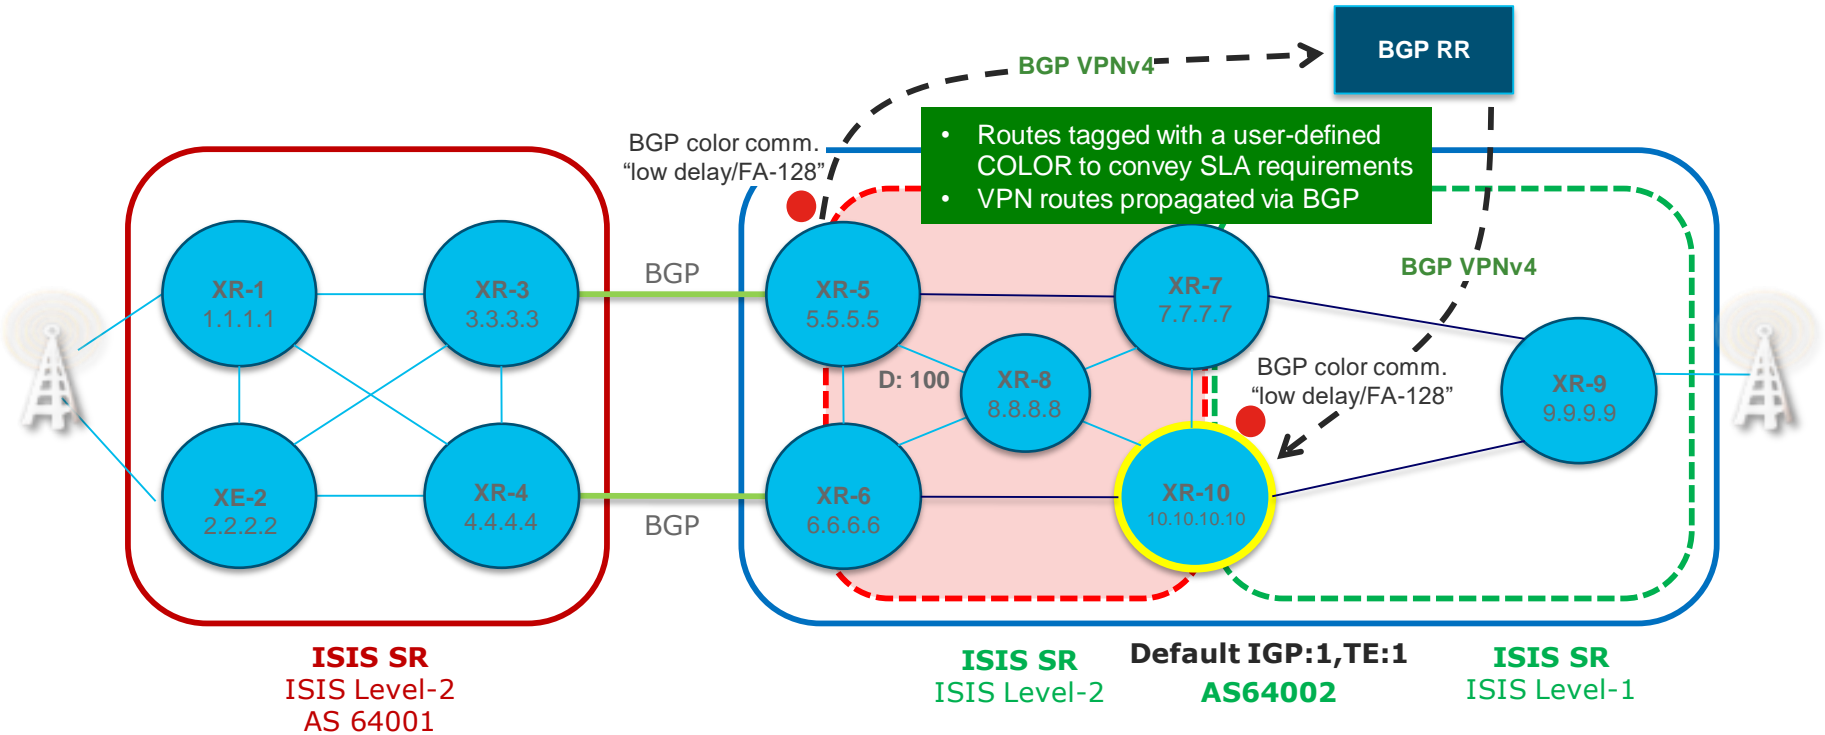 BGP RR
BGP VPNv4
• Routes tagged with a user-defined
COLOR to convey SLA requirements
• VPN routes propagated via BGP
BGP color comm.
“low delay/FA-128”
BGP VPNv4
XR-1
1.1.1.1
XR-3
3.3.3.3
BGP
XR-5
5.5.5.5
XR-7
7.7.7.7
D: 100
XR-8
8.8.8.8
BGP color comm.
“low delay/FA-128”
XR-9
9.9.9.9
XE-2
2.2.2.2
XR-4
4.4.4.4
BGP
XR-6
6.6.6.6
XR-10
10.10.10.10
ISIS SR
ISIS Level-2
AS 64001
ISIS SR
ISIS Level-2
Default IGP:1,TE:1
AS64002
ISIS SR
ISIS Level-1